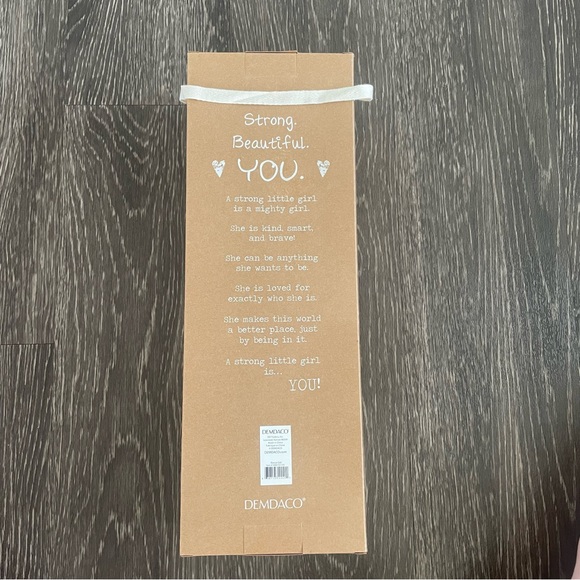 Strong.
Beautiful.
YOU.
A strong little girl
is a mighty girl.
She is kind, smart,
and brave!
She can be anything
she wants to be.
She is loved for
exactly who she is.
She makes this world
a better place, just
by being in it.
A strong little girl
is...
YOU!
DEMDACO®
DEMDACO®